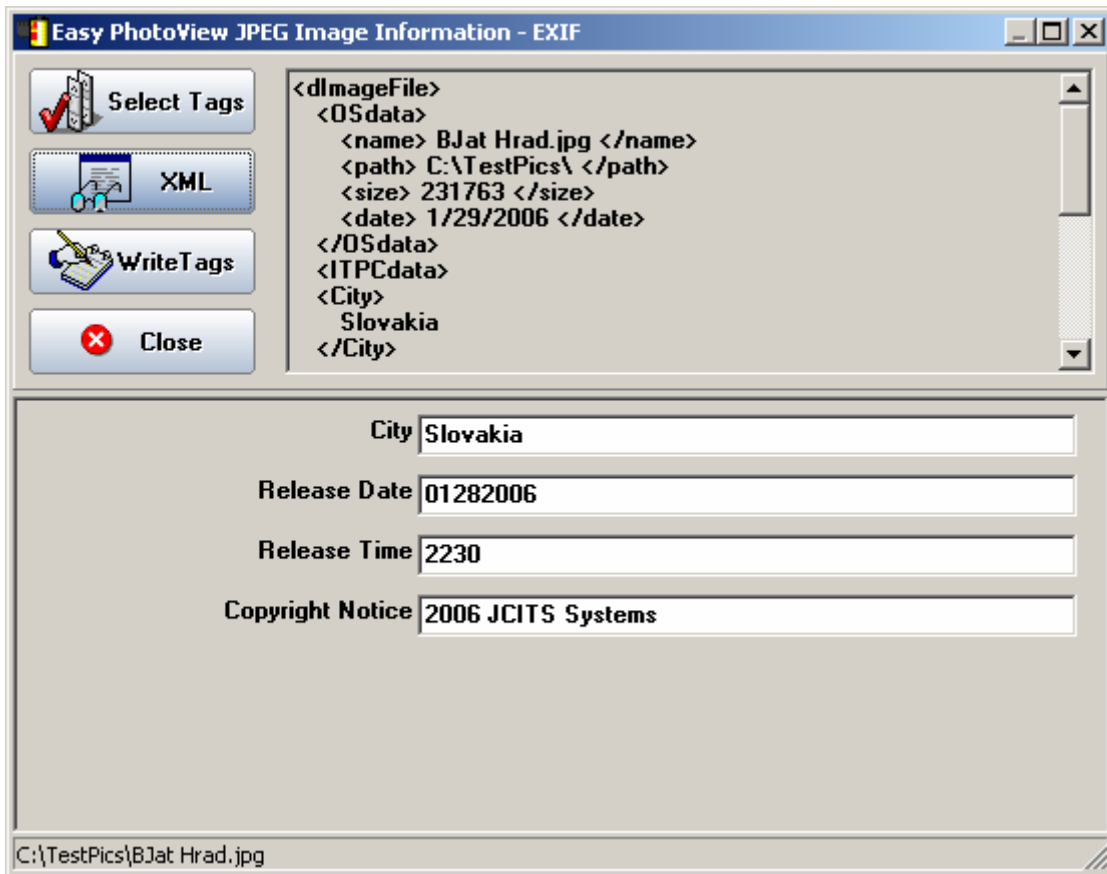 Easy PhotoView JPEG Image Information - EXIF
Select Tags
XML
WriteTags
Close
<dImageFile>
<OSdata>
<name> BJat Hrad.jpg </name>
<path> C:\TestPics\ </path>
<size> 231763 </size>
<date> 1/29/2006 </date>
</OSdata>
<ITPCdata>
<City>
Slovakia
</City>
City Slovakia
Release Date 01282006
Release Time 2230
Copyright Notice 2006 JCITS Systems
C:\TestPics\BJat Hrad.jpg